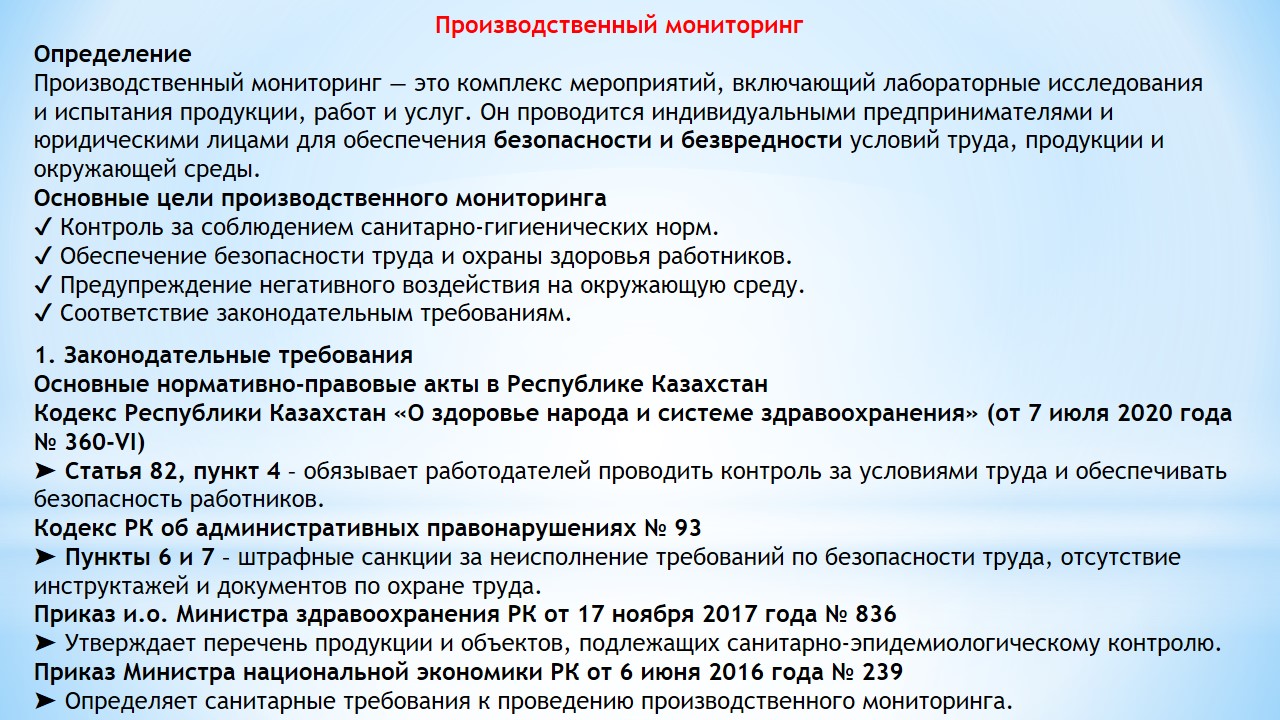 Производственный мониторинг
Определение
Производственный мониторинг — это комплекс мероприятий, включающий лабораторные исследования
и испытания продукции, работ и услуг. Он проводится индивидуальными предпринимателями и
юридическими лицами для обеспечения безопасности и безвредности условий труда, продукции и
окружающей среды.
Основные цели производственного мониторинга
✔ Контроль за соблюдением санитарно-гигиенических норм.
✔ Обеспечение безопасности труда и охраны здоровья работников.
✔ Предупреждение негативного воздействия на окружающую среду.
✔ Соответствие законодательным требованиям.
1. Законодательные требования
Основные нормативно-правовые акты в Республике Казахстан
Кодекс Республики Казахстан «О здоровье народа и системе здравоохранения» (от 7 июля 2020 года
№ 360-VI)
➤ Статья 82, пункт 4 – обязывает работодателей проводить контроль за условиями труда и обеспечивать
безопасность работников.
Кодекс РК об административных правонарушениях № 93
➤ Пункты 6 и 7 – штрафные санкции за неисполнение требований по безопасности труда, отсутствие
инструктажей и документов по охране труда.
Приказ и.о. Министра здравоохранения РК от 17 ноября 2017 года № 836
➤ Утверждает перечень продукции и объектов, подлежащих санитарно-эпидемиологическому контролю.
Приказ Министра национальной экономики РК от 6 июня 2016 года № 239
➤ Определяет санитарные требования к проведению производственного мониторинга.